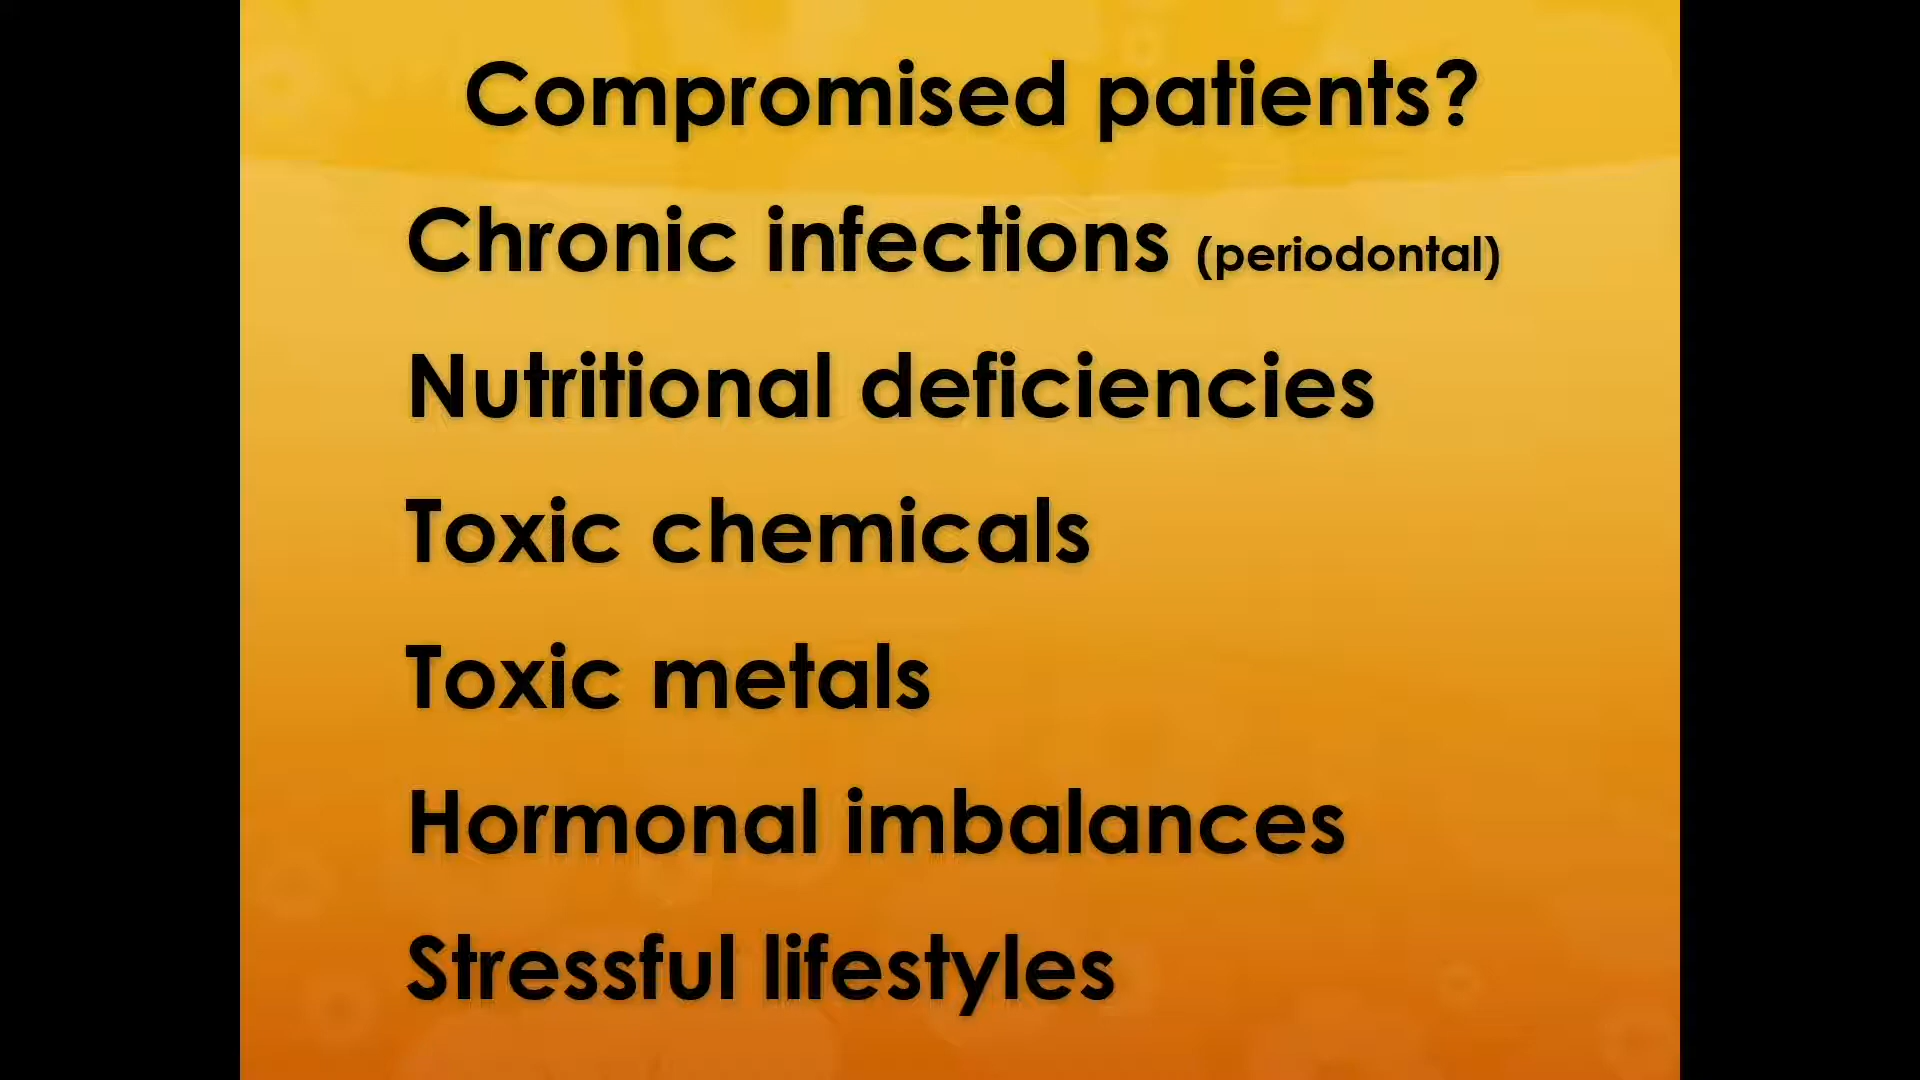 Compromised patients?
Chronic infections (periodontal)
Nutritional deficiencies
Toxic chemicals
Toxic metals
Hormonal imbalances
Stressful lifestyles